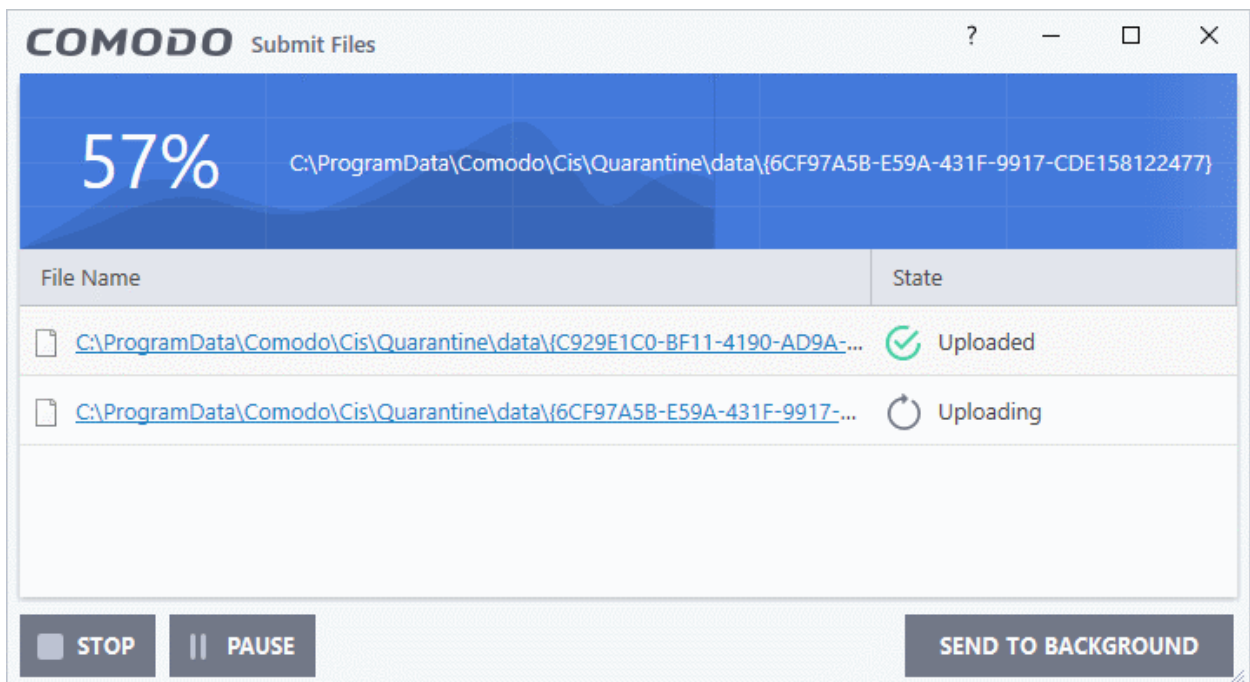 COMODO Submit Files ?
57% C:\ProgramData\Comodo\Cis\Quarantine\data\{6CF97A5B-E59A-431F-9917-CDE158122477}
File Name State
C:\ProgramData\Comodo\Cis\Quarantine\data\{C929E1C0-BF11-4190-AD9A-... Uploaded
C:\ProgramData\Comodo\Cis\Quarantine\data\{6CF97A5B-E59A-431F-9917-... Uploading
STOP PAUSE SEND TO BACKGROUND